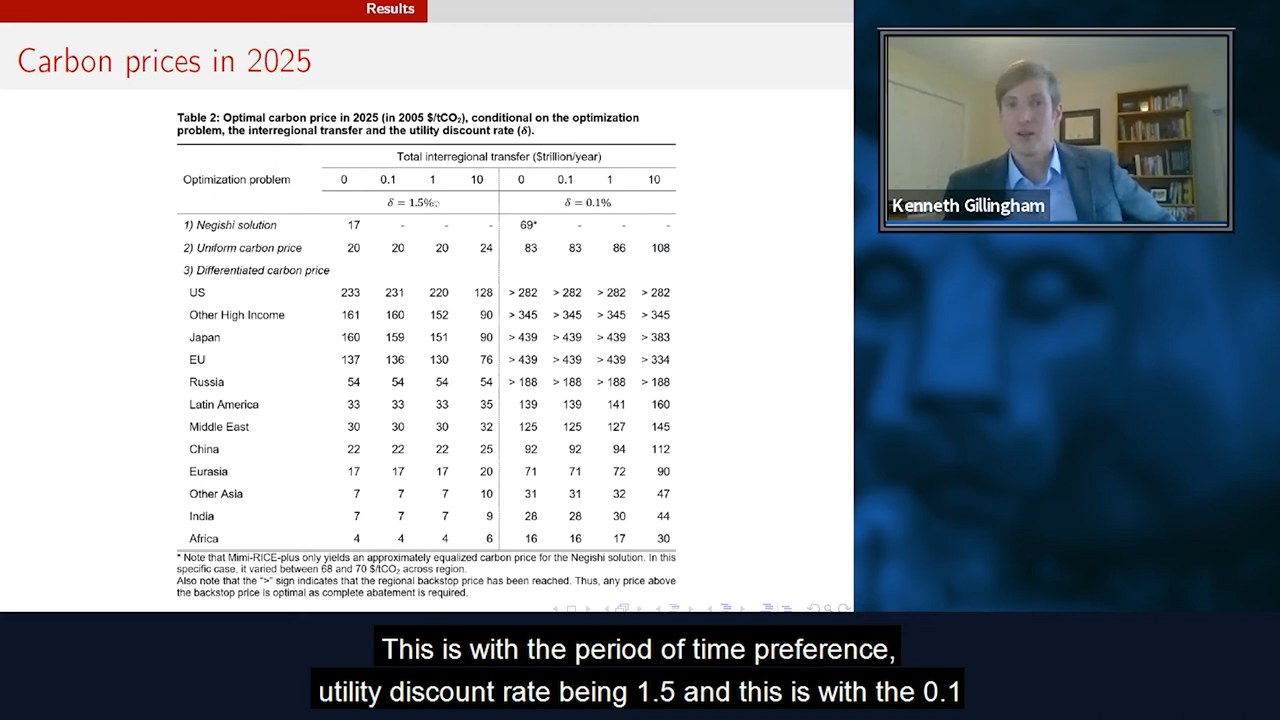 Results
Carbon prices in 2025
Table 2: Optimal carbon price in 2025 (in 2005 $/tCO₂), conditional on the optimization
problem, the interregional transfer and the utility discount rate (δ).
Total interregional transfer ($trillion/year)
Optimization problem 0 0.1 1 10 0 0.1 1 10
δ = 1.5% δ = 0.1%
1) Negishi solution 17 - - - 69* - - -
2) Uniform carbon price 20 20 20 24 83 83 86 108
3) Differentiated carbon price
US 233 231 220 128 > 282 > 282 > 282 > 282
Other High Income 161 160 152 90 > 345 > 345 > 345 > 345
Japan 160 159 151 90 > 439 > 439 > 439 > 383
EU 137 136 130 76 > 439 > 439 > 439 > 334
Russia 54 54 54 54 > 188 > 188 > 188 > 188
Latin America 33 33 33 35 139 139 141 160
Middle East 30 30 30 32 125 125 127 145
China 22 22 22 25 92 92 94 112
Eurasia 17 17 17 20 71 71 72 90
Other Asia 7 7 7 10 31 31 32 47
India 7 7 7 9 28 28 30 44
Africa 4 4 4 6 16 16 17 30
* Note that Mimi-RICE-plus only yields an approximately equalized carbon price for the Negishi solution. In this
specific case, it varied between 68 and 70 $/tCO₂ across region.
Also note that the ">" sign indicates that the regional backstop price has been reached. Thus, any price above
the backstop price is optimal as complete abatement is required.
Kenneth Gillingham
This is with the period of time preference,
utility discount rate being 1.5 and this is with the 0.1